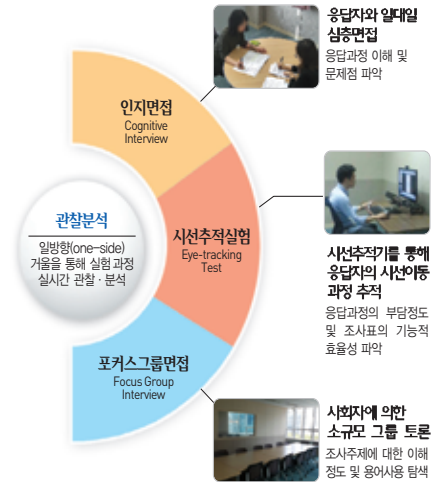 응답자와 일대일
심층면접
응답과정 이해 및
문제점 파악
인지면접
Cognitive
Interview
관찰분석
일방향(one-side)
거울을 통해 실험 과정
실시간 관찰 · 분석
시선추적실험
Eye-tracking
Test
시선추적기를 통해
응답자의 시선이동
과정 추적
응답과정의 부담정도
및 조사표의 기능적
효율성 파악
포커스그룹면접
Focus Group
Interview
사회자에 의한
소규모 그룹 토론
조사주제에 대한 이해
정도 및 용어사용 탐색